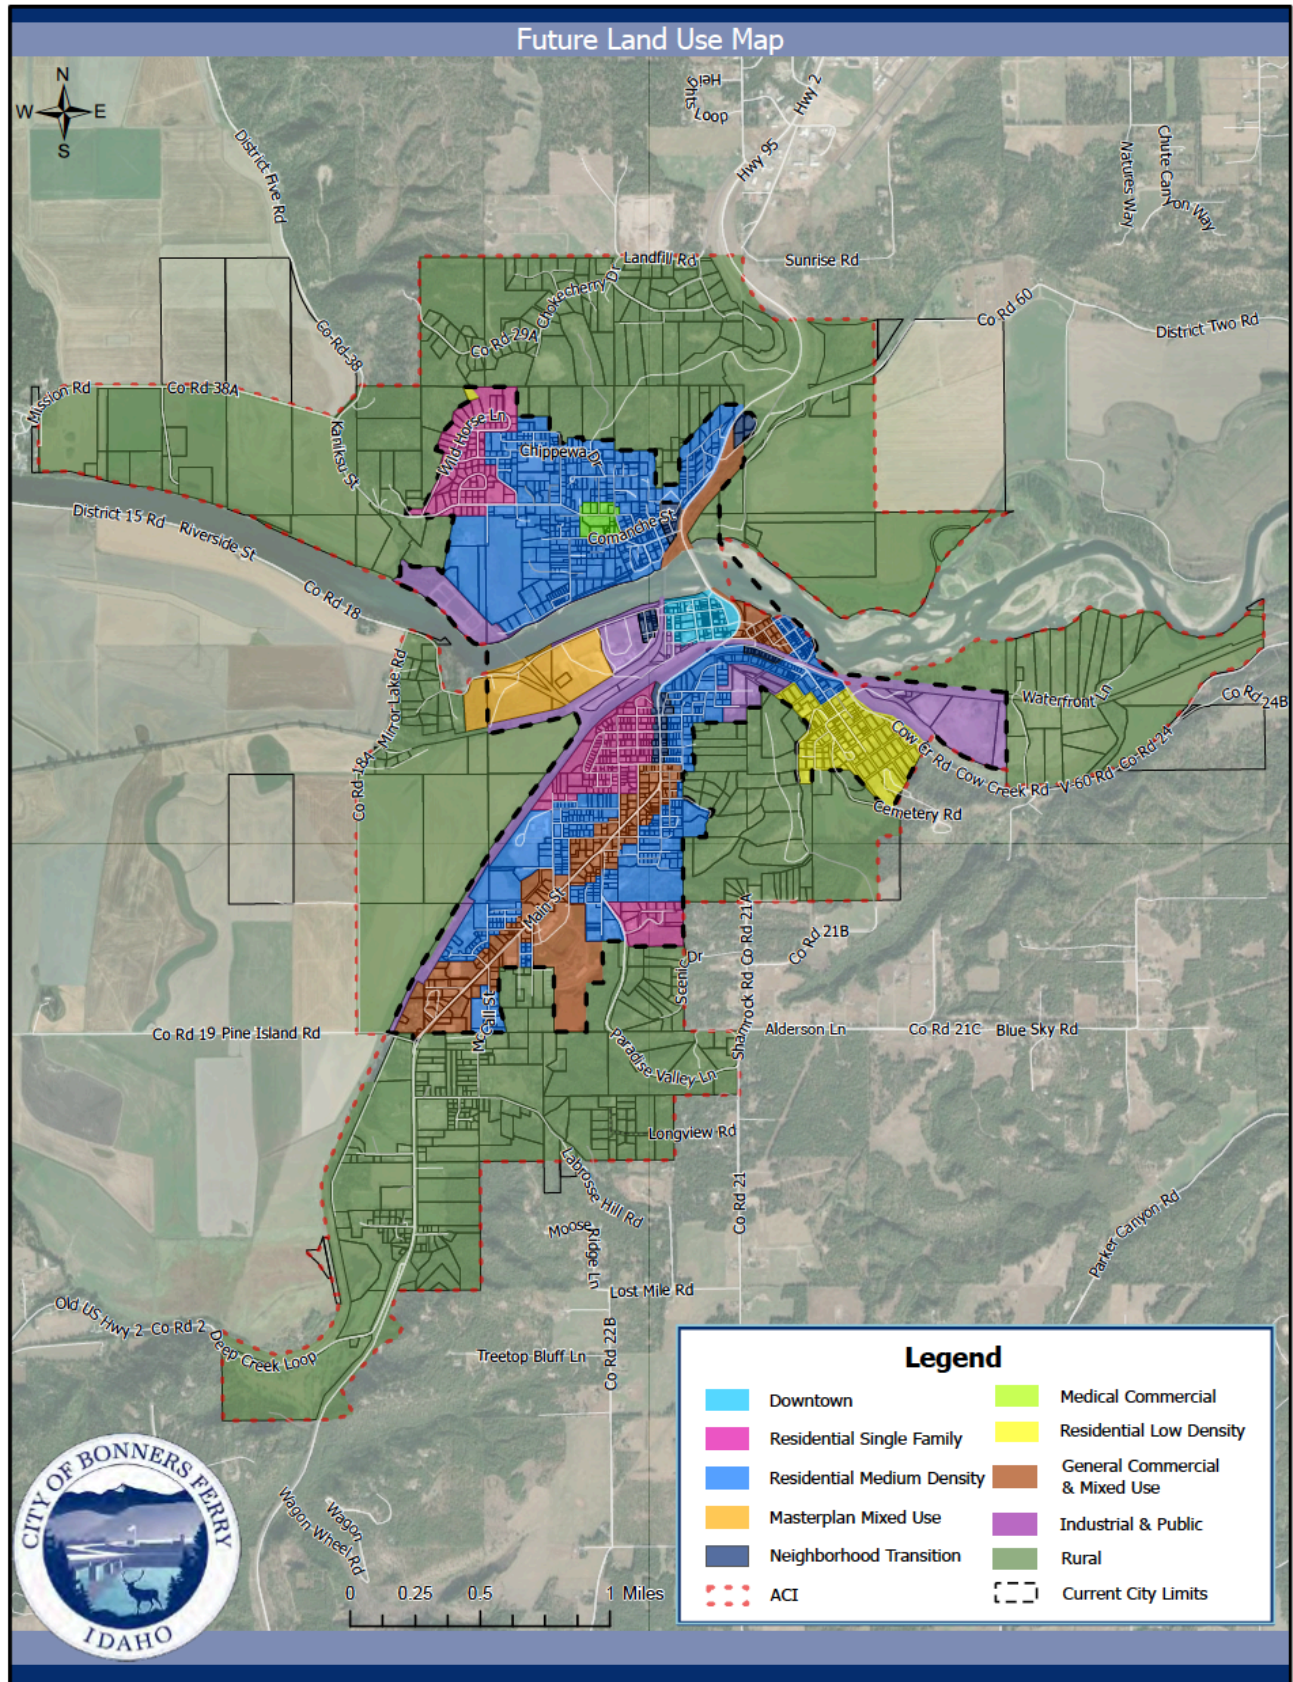 Future Land Use Map
N
W E
S
Heights Loop
Hwy 2
Hwy 95
District Five Rd
Natures Way
Chute Canyon Way
Landfill Rd
Sunrise Rd
Chokecherry Dr
Co Rd 29A
Co Rd 60
District Two Rd
Co Rd 38
Mission Rd
Co Rd 38A
Kaniksu St
Wild Horse Ln
Chippewa Dr
Comanche St
District 15 Rd Riverside St
Co Rd 18
Co Rd 18A Mirror Lake Rd
Waterfront Ln
Co Rd 24B
Cow Cr Rd Cow Creek Rd V-60 Rd Co Rd 24
Cemetery Rd
Main St
Shamrock Rd Co Rd 21A
Co Rd 21B
Scenic Dr
McCall St
Co Rd 19 Pine Island Rd
Alderson Ln
Co Rd 21C Blue Sky Rd
Paradise Valley Ln
Longview Rd
Labrosse Hill Rd
Co Rd 21
Moose Ridge Ln
Parker Canyon Rd
Lost Mile Rd
Old US Hwy 2 Co Rd 2
Deep Creek Loop
Treetop Bluff Ln
Co Rd 22B
Wagon Wheel Rd
Wagon
Legend
Downtown
Residential Single Family
Residential Medium Density
Masterplan Mixed Use
Neighborhood Transition
ACI
Medical Commercial
Residential Low Density
General Commercial
& Mixed Use
Industrial & Public
Rural
Current City Limits
0 0.25 0.5 1 Miles
CITY OF BONNERS FERRY
IDAHO